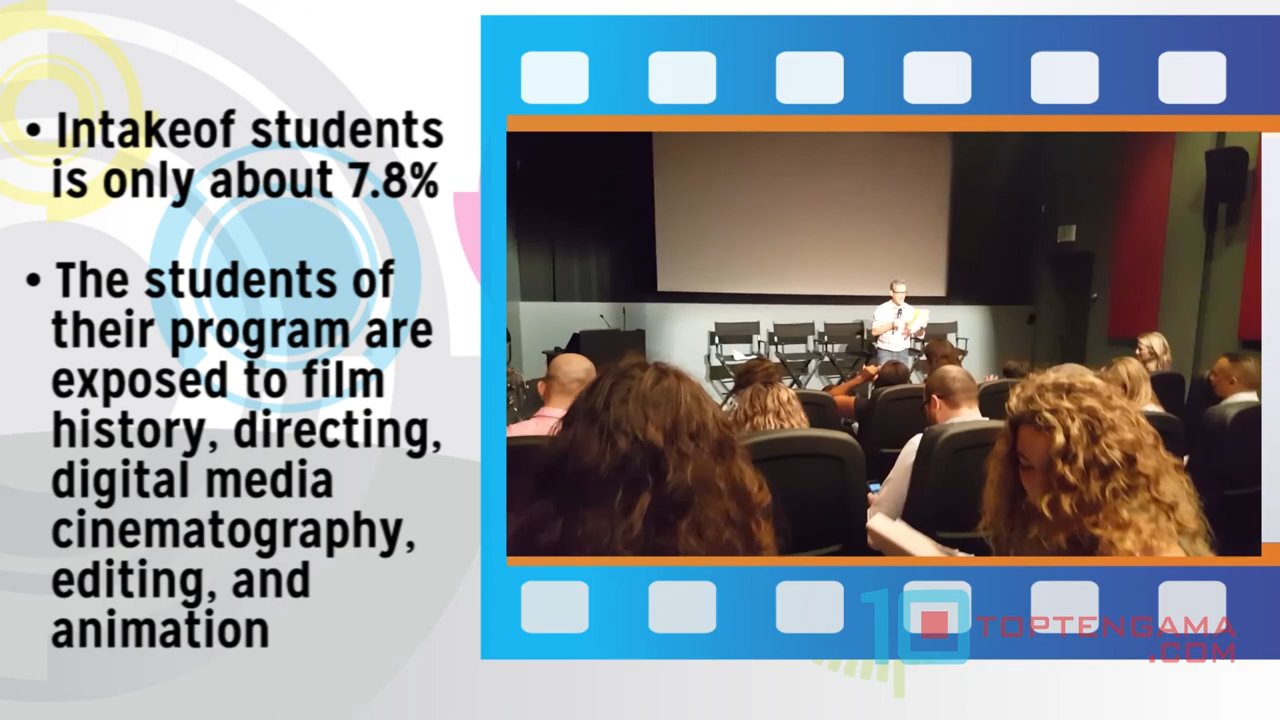 • Intakeof students
is only about 7.8%
• The students of
their program are
exposed to film
history, directing,
digital media
cinematography,
editing, and
animation
10 TOPTENGAMA
.COM